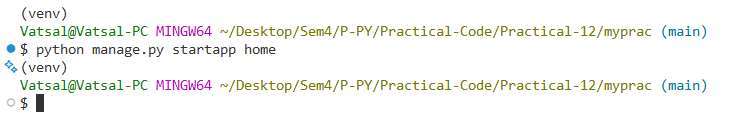 (venv)
Vatsal@Vatsal-PC MINGW64 ~/Desktop/Sem4/P-PY/Practical-Code/Practical-12/myprac (main)
$ python manage.py startapp home
(venv)
Vatsal@Vatsal-PC MINGW64 ~/Desktop/Sem4/P-PY/Practical-Code/Practical-12/myprac (main)
$